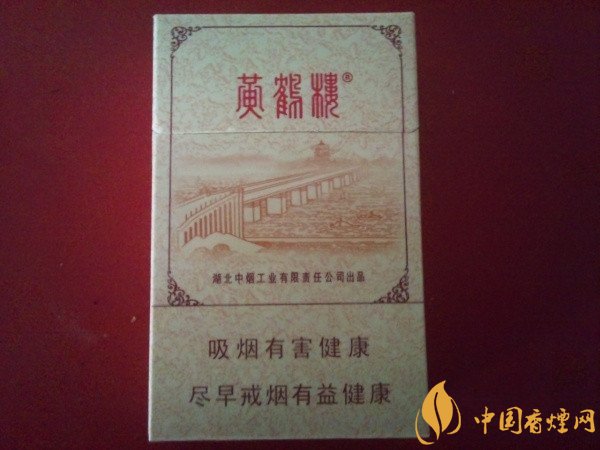 黄鹤楼®
湖北中烟工业有限责任公司出品
吸烟有害健康
尽早戒烟有益健康
中国香烟网